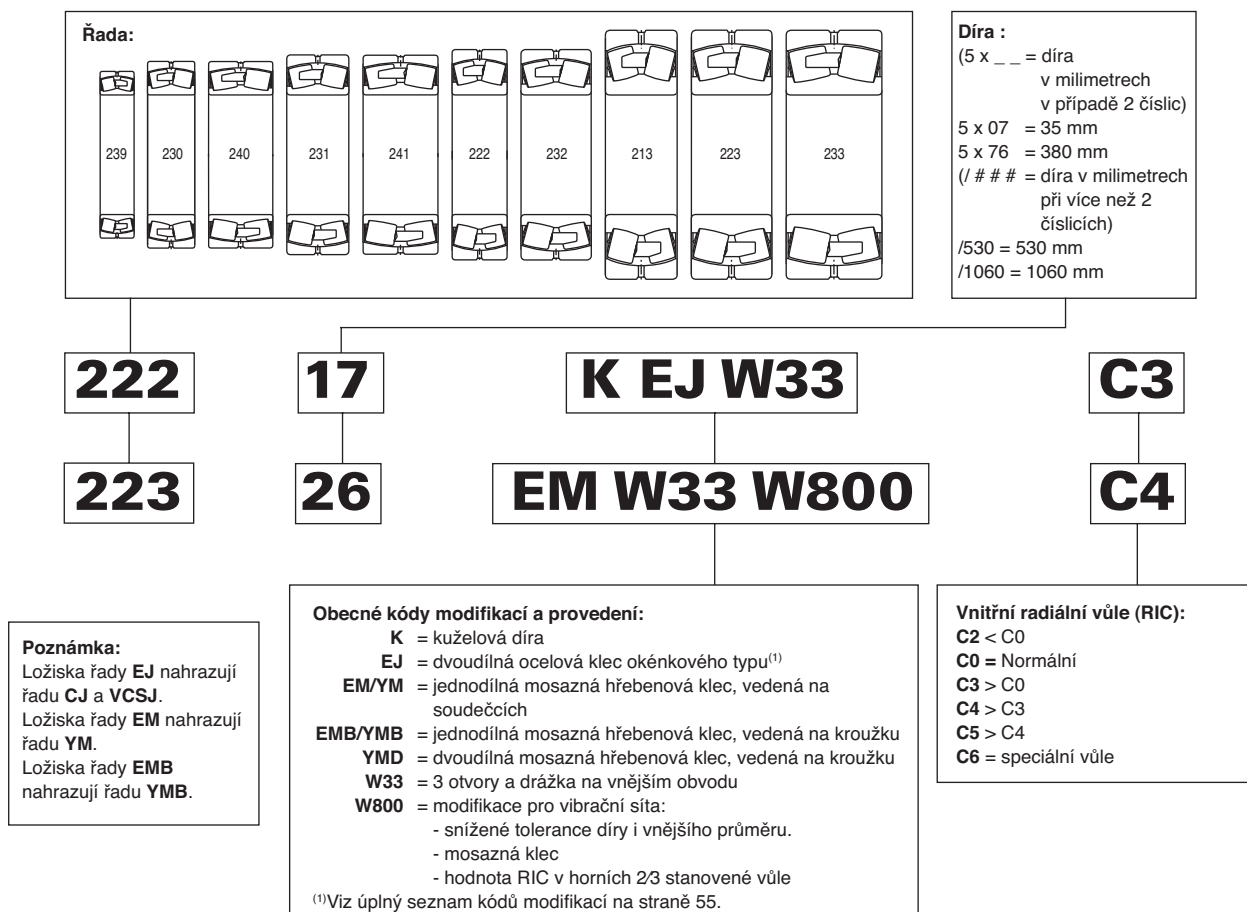 Řada:
239
230
240
231
241
222
232
213
223
233
Díra :
(5 x _ _ = díra
v milimetrech
v případě 2 číslic)
5 x 07 = 35 mm
5 x 76 = 380 mm
(/ # # # = díra v milimetrech
při více než 2
číslicích)
/530 = 530 mm
/1060 = 1060 mm
222
17
K EJ W33
C3
223
26
EM W33 W800
C4
Poznámka:
Ložiska řady EJ nahrazují
řadu CJ a VCSJ.
Ložiska řady EM nahrazují
řadu YM.
Ložiska řady EMB
nahrazují řadu YMB.
Obecné kódy modifikací a provedení:
K = kuželová díra
EJ = dvoudílná ocelová klec okénkového typu(1)
EM/YM = jednodílná mosazná hřebenová klec, vedená na
soudečcích
EMB/YMB = jednodílná mosazná hřebenová klec, vedená na kroužku
YMD = dvoudílná mosazná hřebenová klec, vedená na kroužku
W33 = 3 otvory a drážka na vnějším obvodu
W800 = modifikace pro vibrační síta:
- snížené tolerance díry i vnějšího průměru.
- mosazná klec
- hodnota RIC v horních 2/3 stanovené vůle
(1)Viz úplný seznam kódů modifikací na straně 55.
Vnitřní radiální vůle (RIC):
C2 < C0
C0 = Normální
C3 > C0
C4 > C3
C5 > C4
C6 = speciální vůle